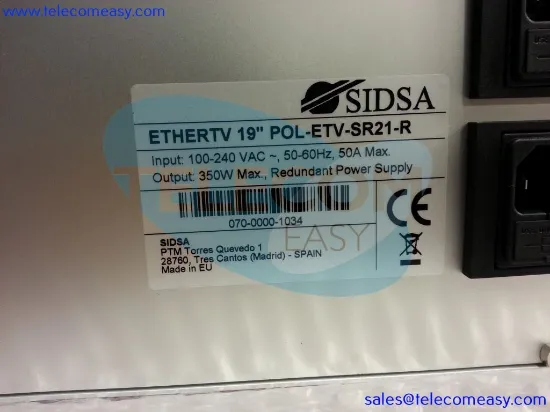 www.telecomeasy.com
SIDSA
ETHERTV 19" POL-ETV-SR21-R
Input: 100-240 VAC ~, 50-60Hz, 50A Max.
Output: 350W Max., Redundant Power Supply
TELECOM
EASY
070-0000-1034
CE
SIDSA
PTM Torres Quevedo 1
28760, Tres Cantos (Madrid) - SPAIN
Made in EU
sales@telecomeasy.com